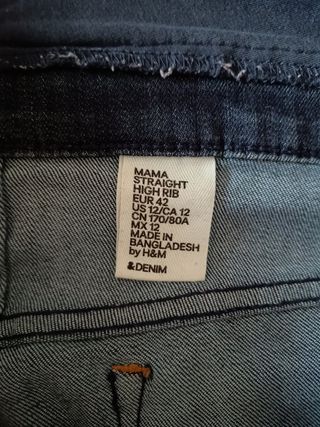 MAMA
STRAIGHT
HIGH RIB
EUR 42
US 12/CA 12
CN 170/80A
MX 12
MADE IN
BANGLADESH
by H&M
&DENIM